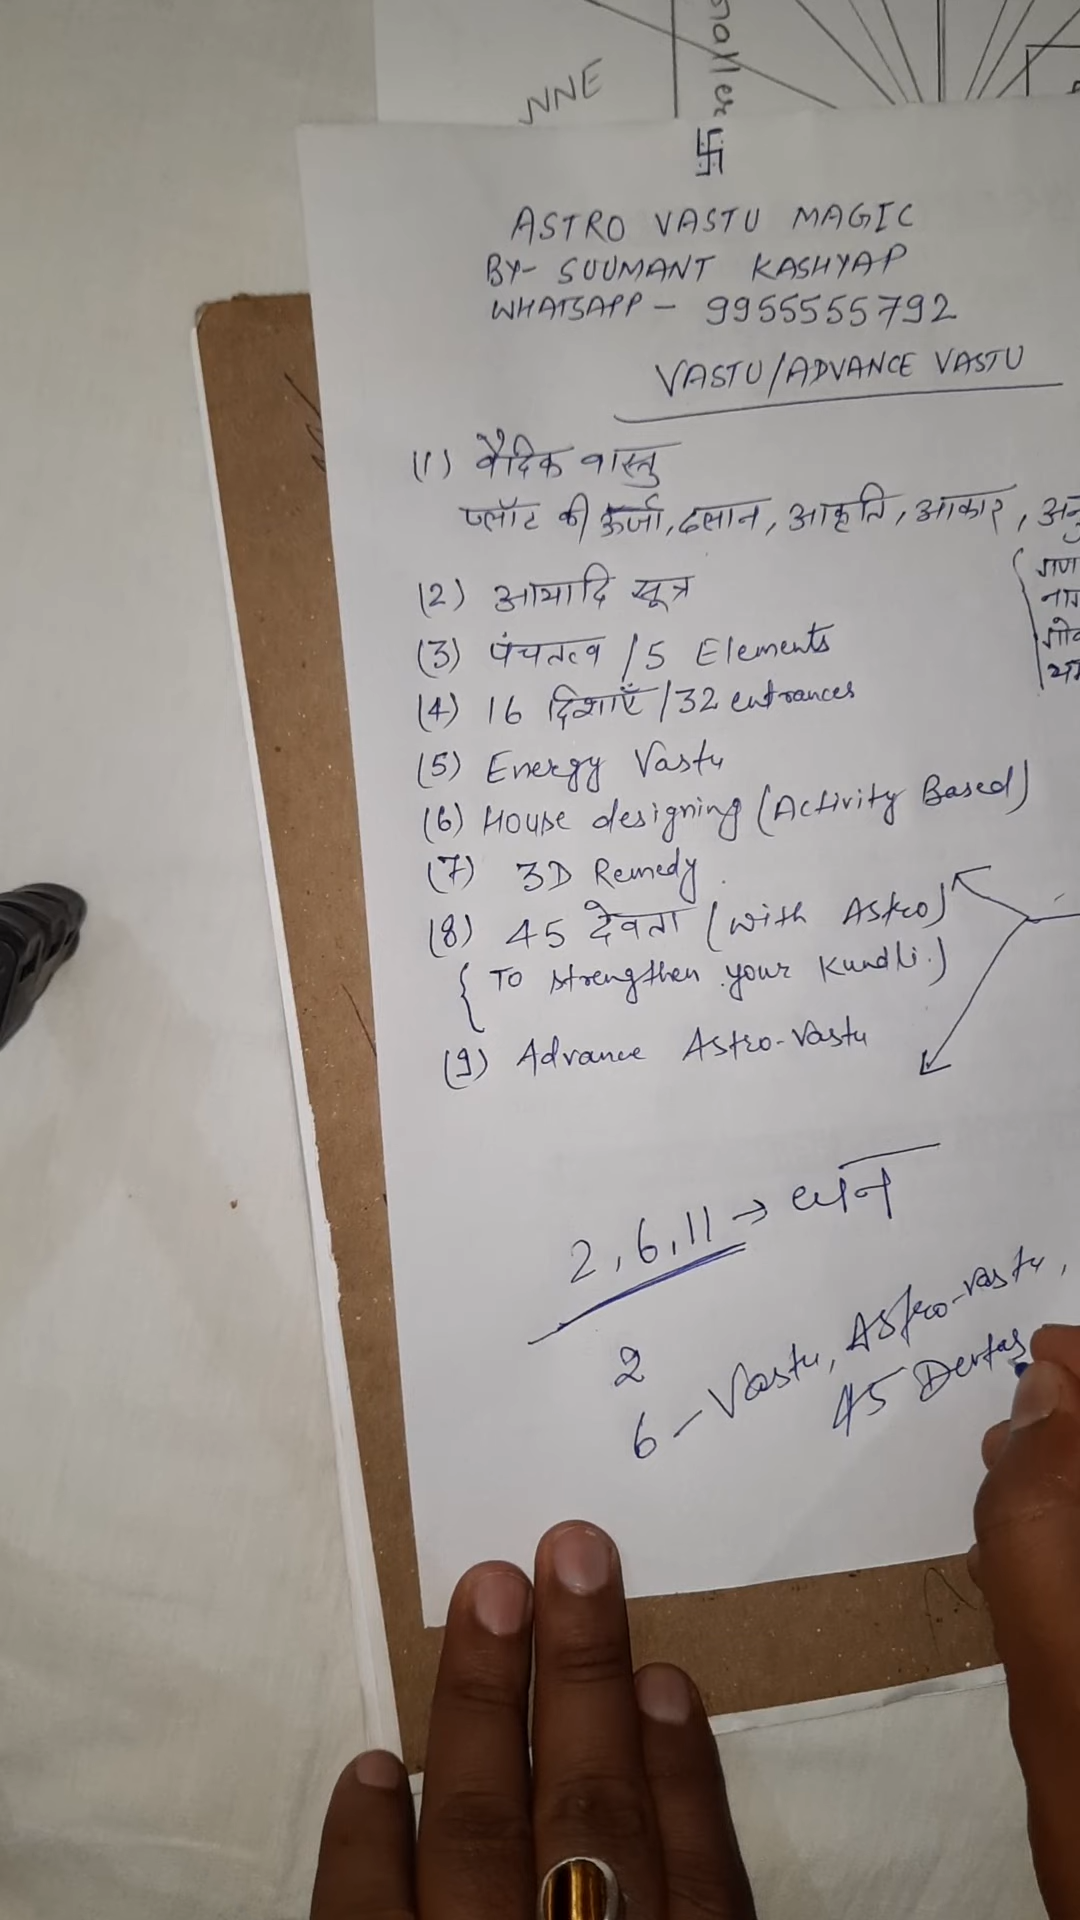 NNE
maller
卐
ASTRO VASTU MAGIC
BY- SUUMANT KASHYAP
WHATSAPP - 9955555792
VASTU/ADVANCE VASTU
(1) वैदिक वास्तु
प्लॉट की ऊर्जा, ढलान, आकृति, आकार,
(2) आयादि सूत्र
(3) पंचतत्व / 5 Elements
(4) 16 दिशाएँ / 32 entrances
(5) Energy Vastu
(6) House designing (Activity Based)
(7) 3D Remedy
(8) 45 देवता (with Astro)
{ To strengthen your Kundli.)
(9) Advance Astro-Vastu
2, 6, 11 → धन
2
6 - Vastu, Astro-vastu,
45 Devtas